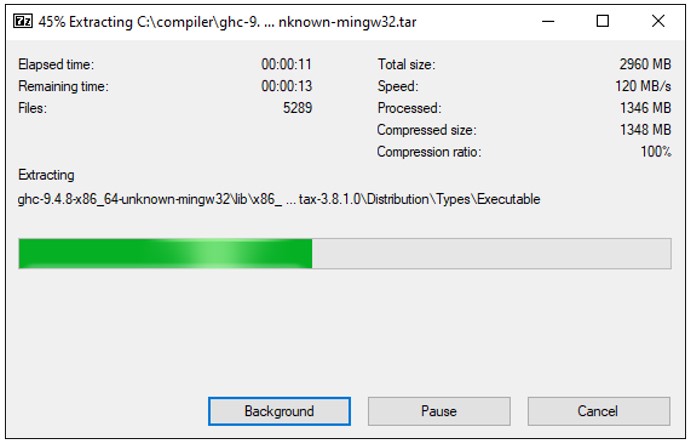 7z 45% Extracting C:\compiler\ghc-9. ... nknown-mingw32.tar
Elapsed time: 00:00:11 Total size: 2960 MB
Remaining time: 00:00:13 Speed: 120 MB/s
Files: 5289 Processed: 1346 MB
Compressed size: 1348 MB
Compression ratio: 100%
Extracting
ghc-9.4.8-x86_64-unknown-mingw32\lib\x86_ ... tax-3.8.1.0\Distribution\Types\Executable
Background Pause Cancel